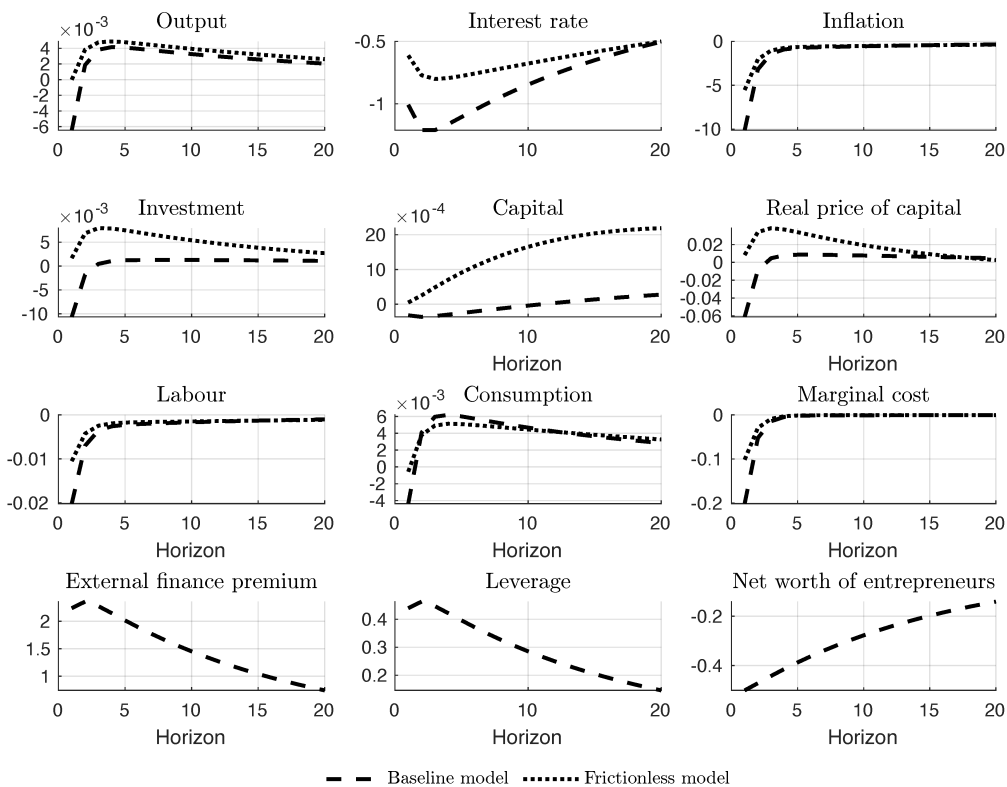 Output
×10⁻³
4
2
0
-2
-4
-6
0 5 10 15 20
Interest rate
-0.5
-1
0 5 10 15 20
Inflation
0
-5
-10
0 5 10 15 20
Investment
×10⁻³
5
0
-5
-10
0 5 10 15 20
Capital
×10⁻⁴
20
10
0
0 5 10 15 20
Horizon
Real price of capital
0.02
0
-0.02
-0.04
-0.06
0 5 10 15 20
Labour
0
-0.01
-0.02
0 5 10 15 20
Horizon
Consumption
×10⁻³
6
4
2
0
-2
-4
0 5 10 15 20
Horizon
Marginal cost
0
-0.1
-0.2
0 5 10 15 20
Horizon
External finance premium
2
1.5
1
0 5 10 15 20
Horizon
Leverage
0.4
0.3
0.2
0 5 10 15 20
Horizon
Net worth of entrepreneurs
-0.2
-0.4
0 5 10 15 20
Horizon
Baseline model Frictionless model